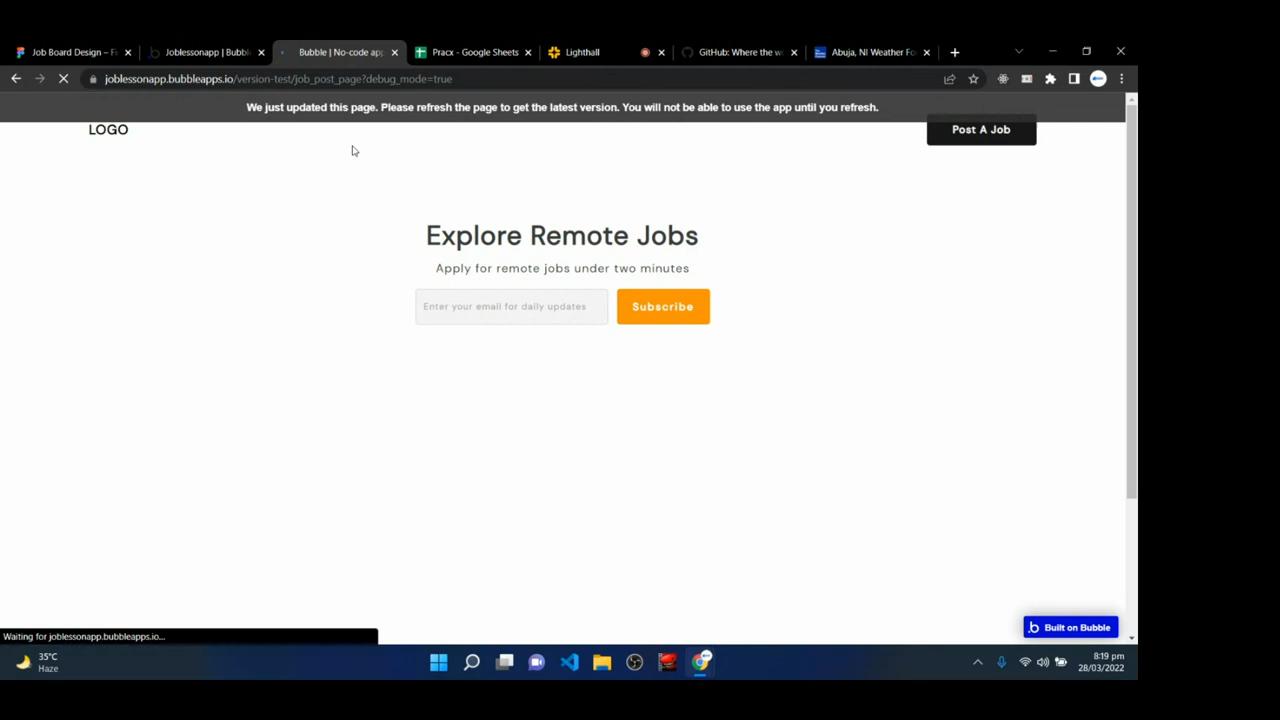 Job Board Design – Fi
Joblessonapp | Bubbl
Bubble | No-code app
Pracx - Google Sheets
Lighthall
GitHub: Where the w
Abuja, NI Weather Fo
joblessonapp.bubbleapps.io/version-test/job_post_page?debug_mode=true
We just updated this page. Please refresh the page to get the latest version. You will not be able to use the app until you refresh.
LOGO
Post A Job
Explore Remote Jobs
Apply for remote jobs under two minutes
Enter your email for daily updates
Subscribe
b Built on Bubble
Waiting for joblessonapp.bubbleapps.io...
35°C
Haze
8:19 pm
28/03/2022